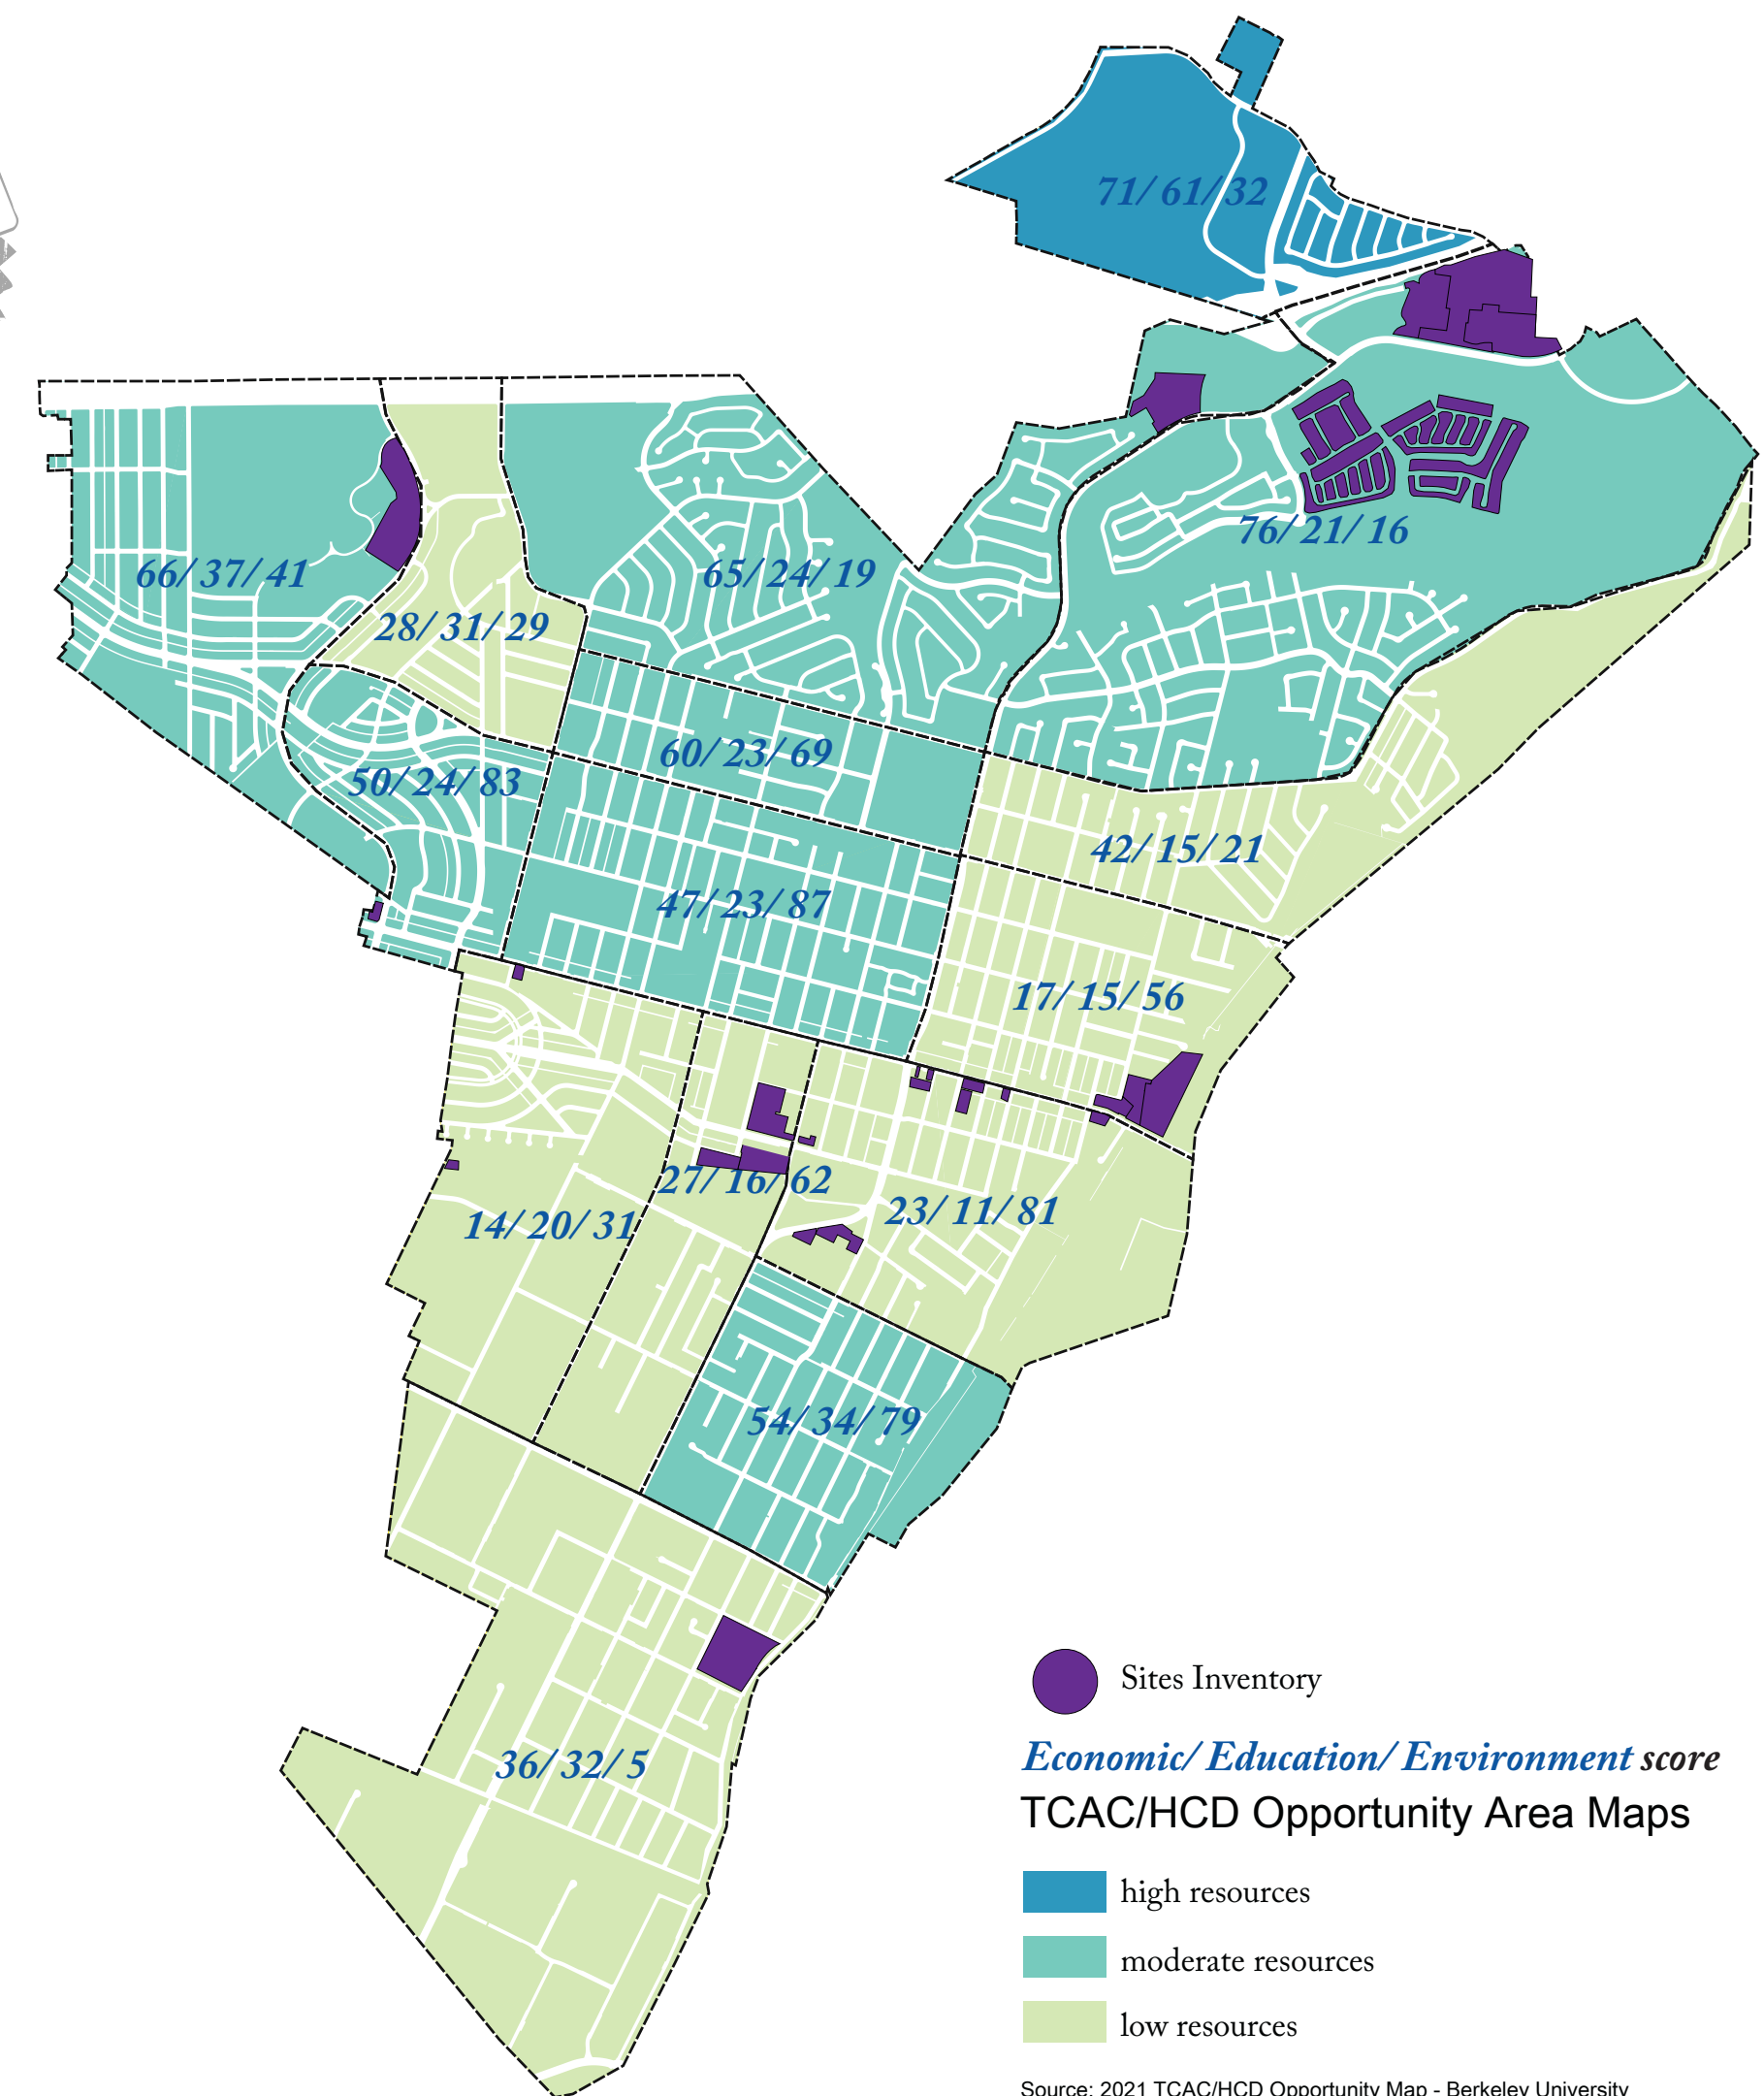 71/ 61/ 32
76/ 21/ 16
66/ 37/ 41
65/ 24/ 19
28/ 31/ 29
60/ 23/ 69
50/ 24/ 83
42/ 15/ 21
47/ 23/ 87
17/ 15/ 56
27/ 16/ 62
23/ 11/ 81
14/ 20/ 31
54/ 34/ 79
36/ 32/ 5
Sites Inventory
Economic/ Education/ Environment score
TCAC/HCD Opportunity Area Maps
high resources
moderate resources
low resources
Source: 2021 TCAC/HCD Opportunity Map - Berkeley University